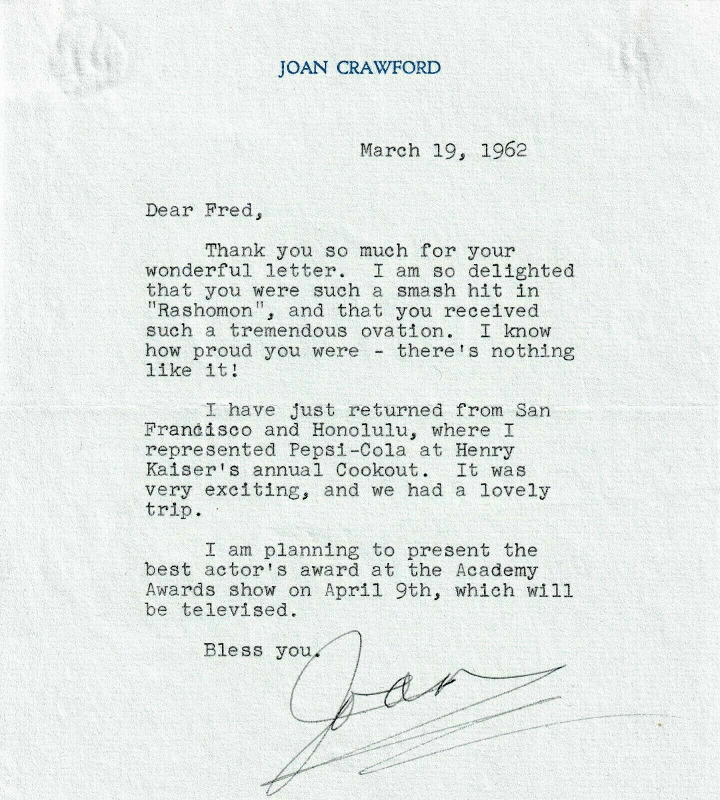 JOAN CRAWFORD
March 19, 1962
Dear Fred,
Thank you so much for your
wonderful letter. I am so delighted
that you were such a smash hit in
"Rashomon", and that you received
such a tremendous ovation. I know
how proud you were - there's nothing
like it!
I have just returned from San
Francisco and Honolulu, where I
represented Pepsi-Cola at Henry
Kaiser's annual Cookout. It was
very exciting, and we had a lovely
trip.
I am planning to present the
best actor's award at the Academy
Awards show on April 9th, which will
be televised.
Bless you.
Joan